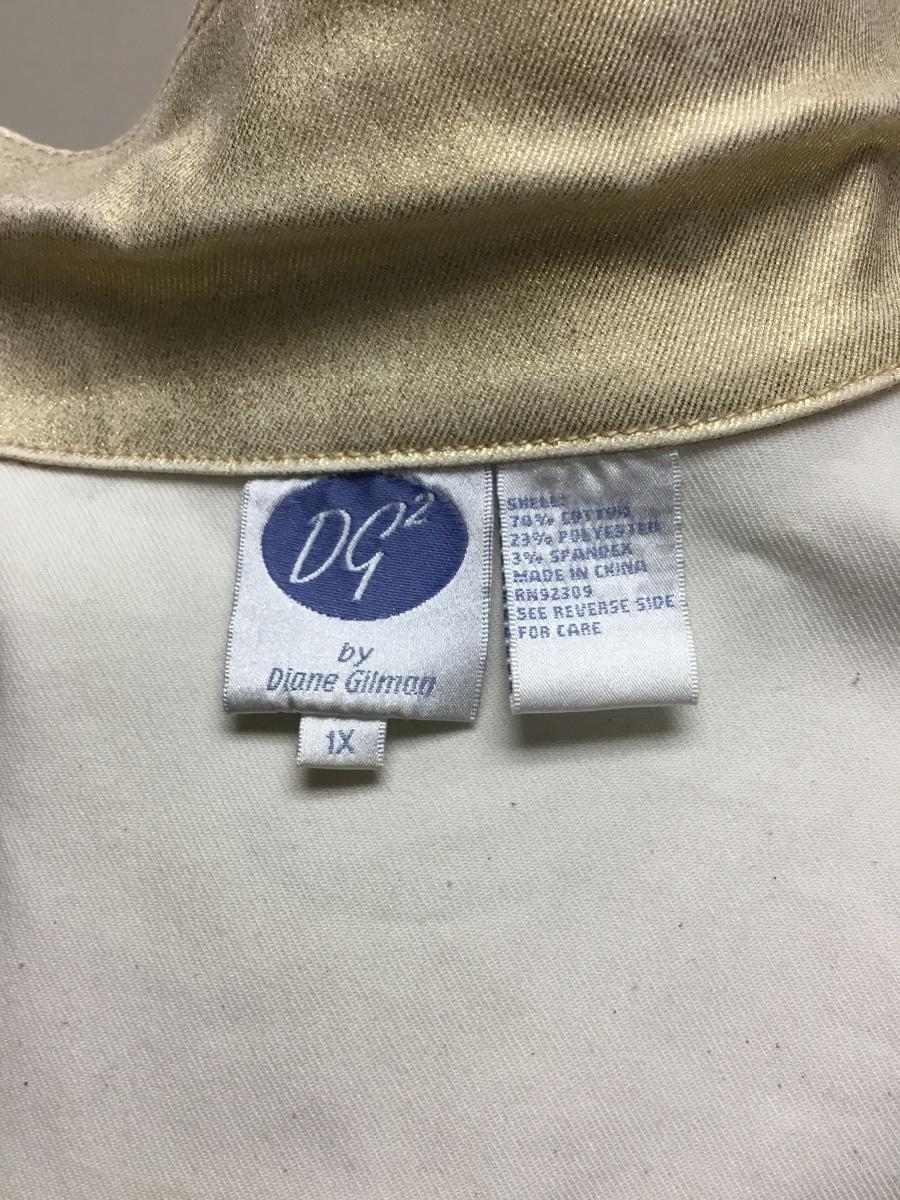 DG²
by
Diane Gilman
1X
SHELL:
74% COTTON
23% POLYESTER
3% SPANDEX
MADE IN CHINA
RN92309
SEE REVERSE SIDE
FOR CARE